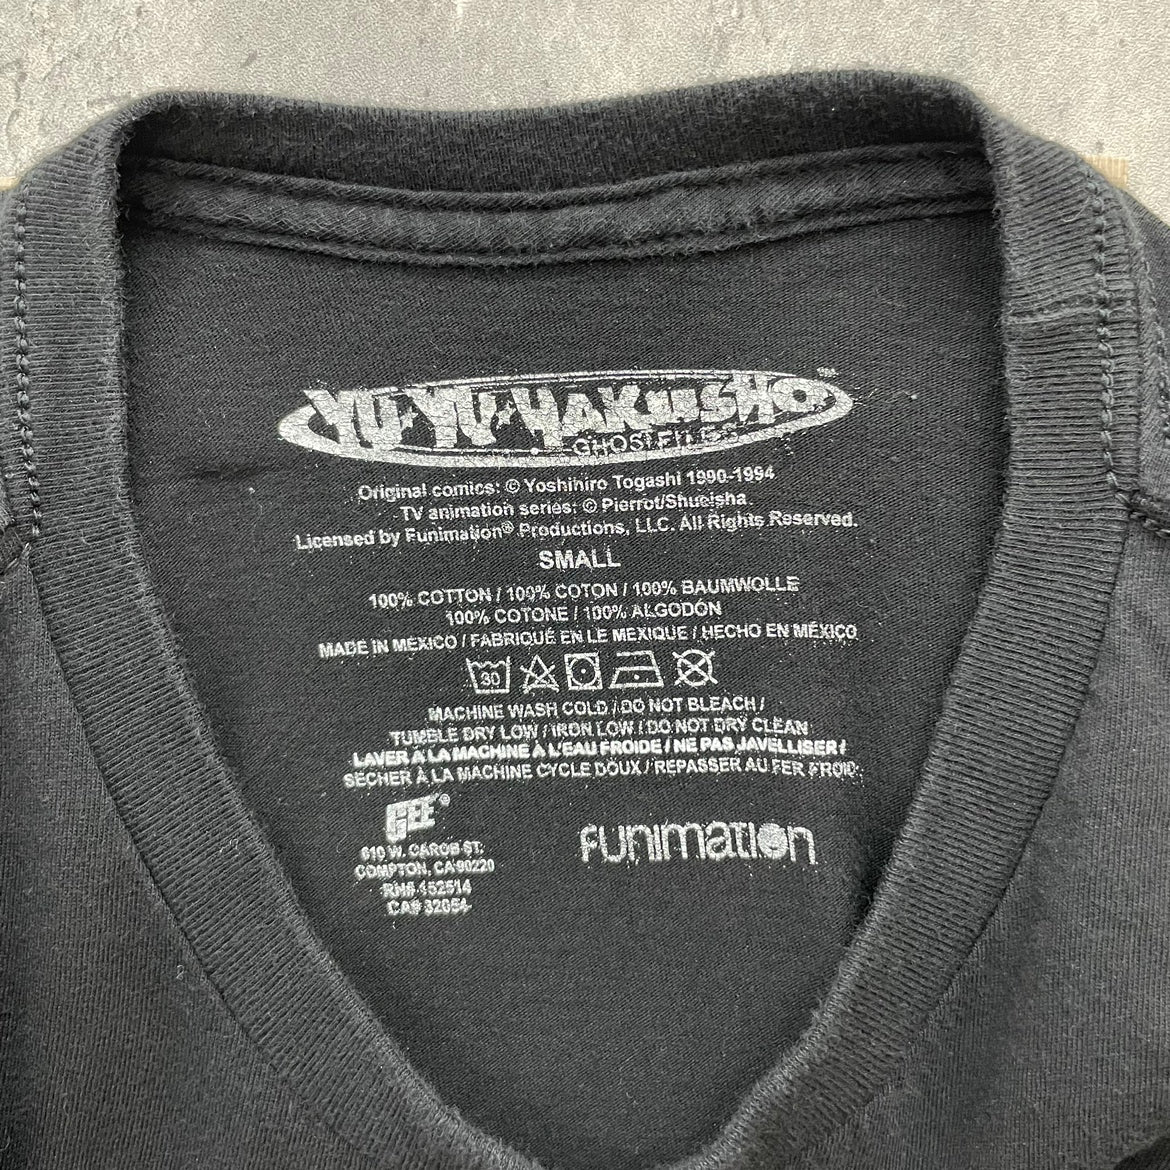 YU YU HAKUSHO™
GHOSTFILES
Original comics: © Yoshihiro Togashi 1990-1994
TV animation series: © Pierrot/Shueisha
Licensed by Funimation® Productions, LLC. All Rights Reserved.
SMALL
100% COTTON / 100% COTON / 100% BAUMWOLLE
100% COTONE / 100% ALGODÓN
MADE IN MEXICO / FABRIQUÉ EN LE MEXIQUE / HECHO EN MÉXICO
30
MACHINE WASH COLD / DO NOT BLEACH /
TUMBLE DRY LOW / IRON LOW / DO NOT DRY CLEAN
LAVER À LA MACHINE À L'EAU FROIDE / NE PAS JAVELLISER /
SÉCHER À LA MACHINE CYCLE DOUX / REPASSER AU FER FROID
GEE®
610 W. CAROB ST.
COMPTON, CA 90220
RN# 152514
CA# 32054
FUNIMATION